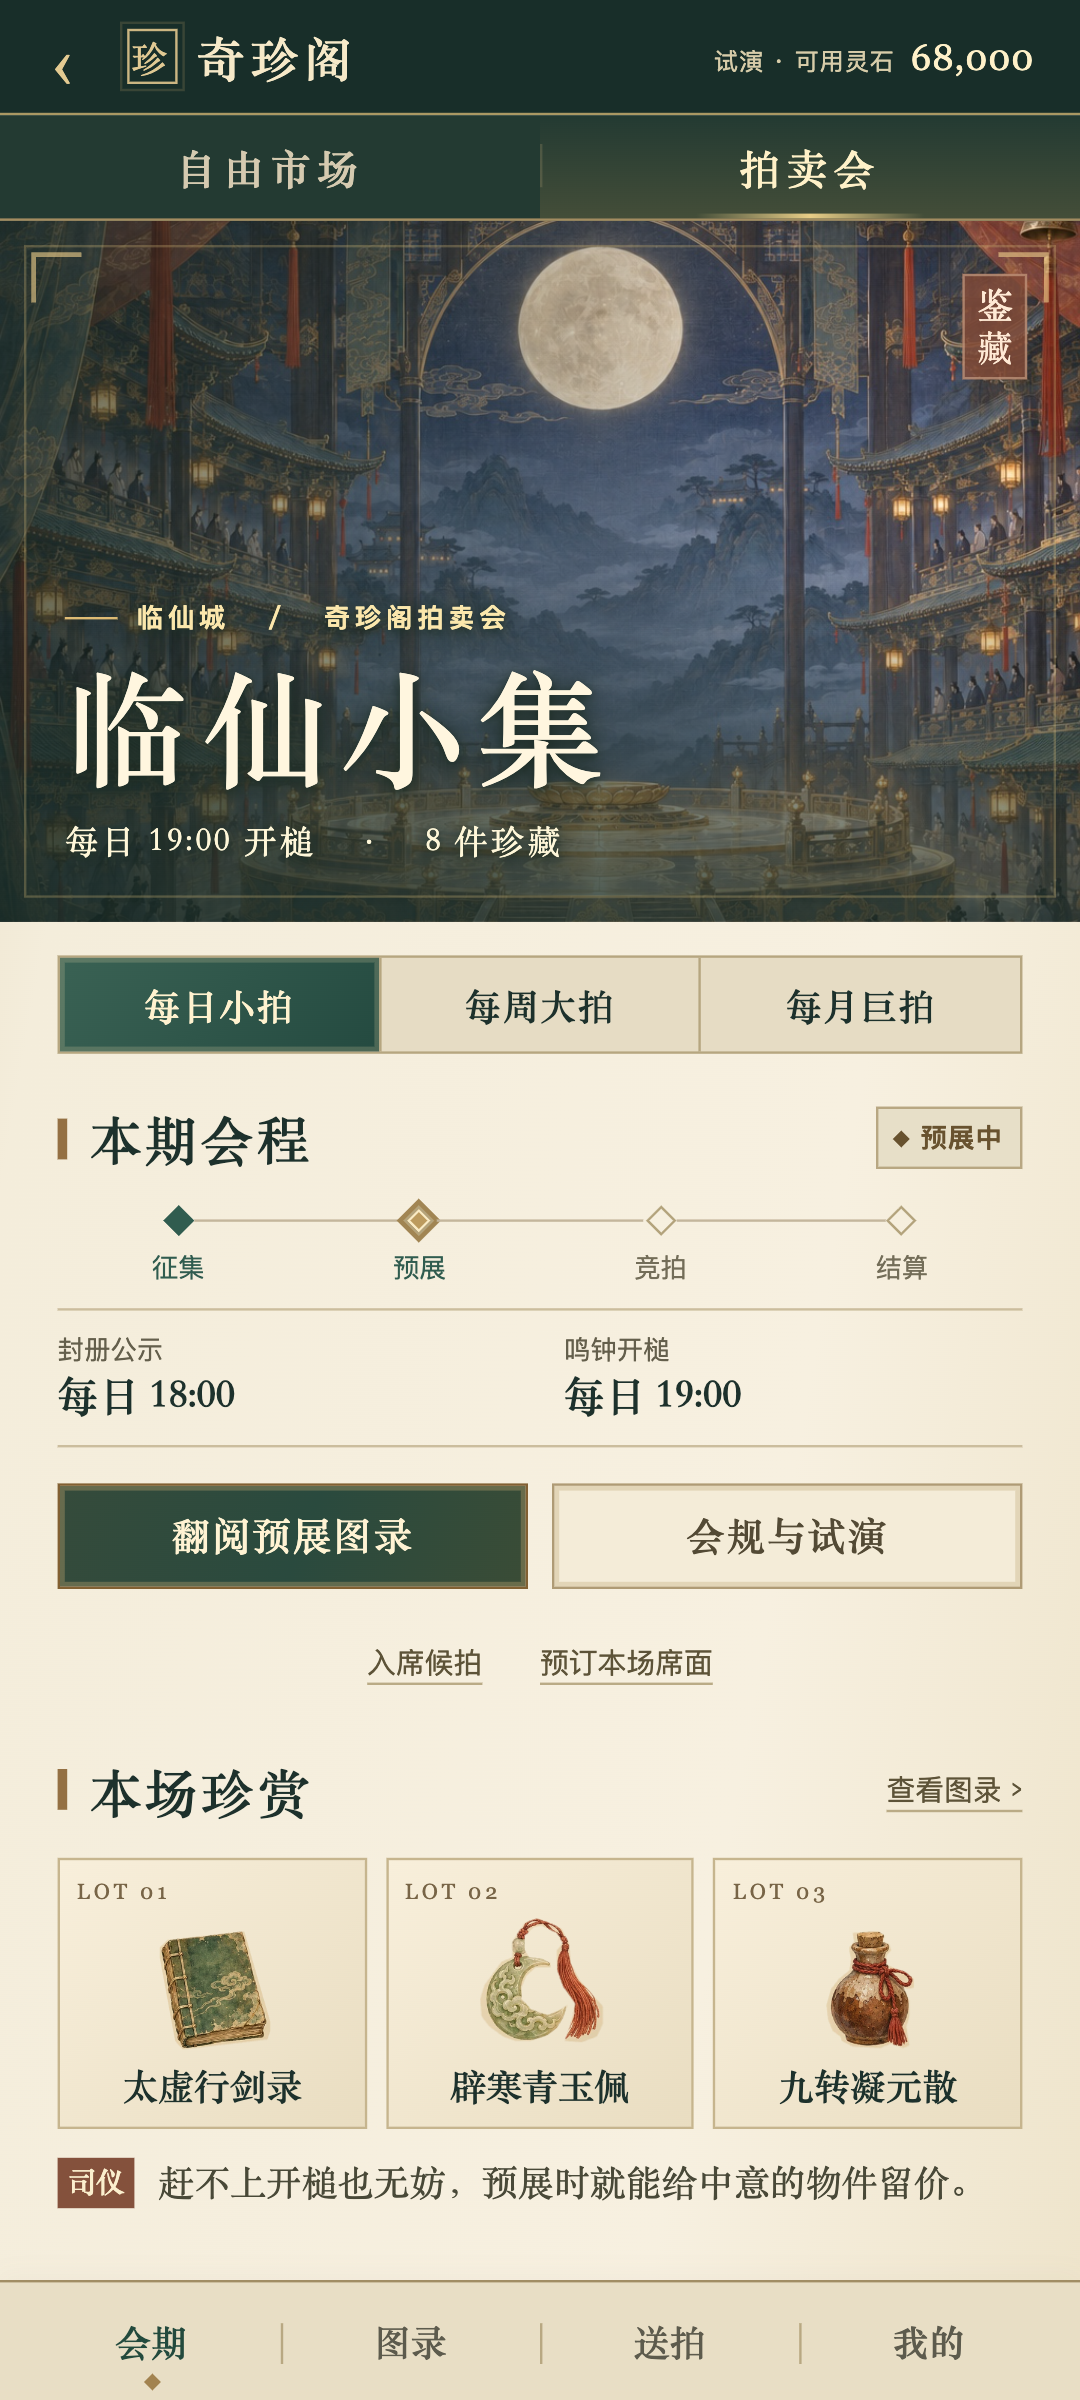 ‹ 珍 奇珍阁 试演 · 可用灵石 68,000
自由市场 拍卖会
鉴藏
临仙城 / 奇珍阁拍卖会
临仙小集
每日 19:00 开槌 · 8 件珍藏
每日小拍 每周大拍 每月巨拍
本期会程 ◆ 预展中
征集 预展 竞拍 结算
封册公示 鸣钟开槌
每日 18:00 每日 19:00
翻阅预展图录 会规与试演
入席候拍 预订本场席面
本场珍赏 查看图录 ›
LOT 01 LOT 02 LOT 03
太虚行剑录 辟寒青玉佩 九转凝元散
司仪 赶不上开槌也无妨，预展时就能给中意的物件留价。
会期 图录 送拍 我的